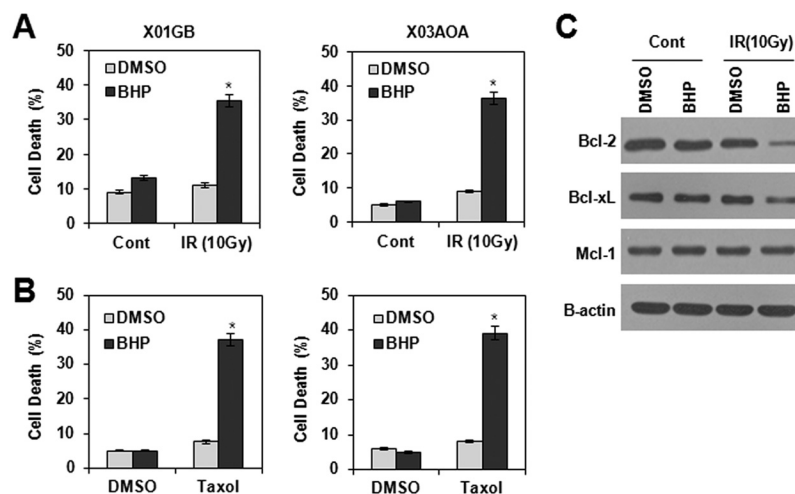 A
X01GB
Cell Death (%)
50
40
30
20
10
0
DMSO
BHP
*
Cont
IR (10Gy)
X03AOA
Cell Death (%)
50
40
30
20
10
0
DMSO
BHP
*
Cont
IR (10Gy)
B
Cell Death (%)
50
40
30
20
10
0
DMSO
BHP
*
DMSO
Taxol
Cell Death (%)
50
40
30
20
10
0
DMSO
BHP
*
DMSO
Taxol
C
Cont
IR(10Gy)
DMSO
BHP
DMSO
BHP
Bcl-2
Bcl-xL
Mcl-1
B-actin